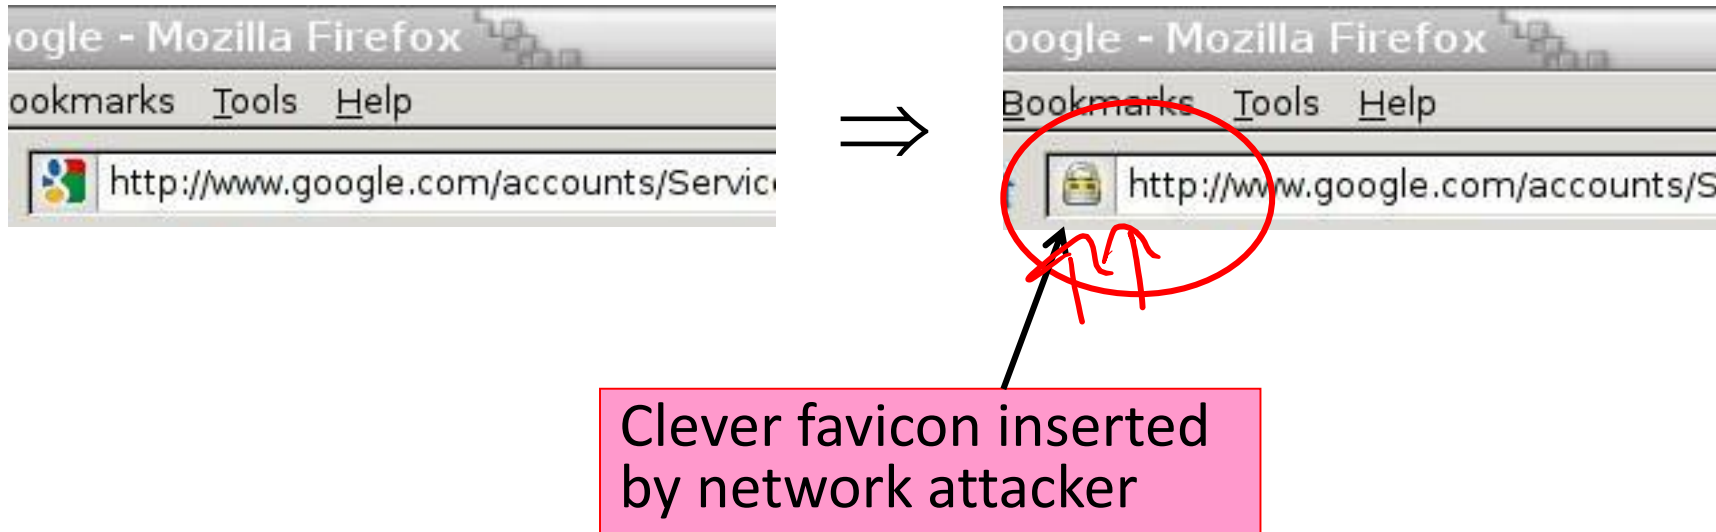 oogle - Mozilla Firefox
ookmarks Tools Help
http://www.google.com/accounts/Servic
⇒
oogle - Mozilla Firefox
Bookmarks Tools Help
http://www.google.com/accounts/S
Clever favicon inserted
by network attacker